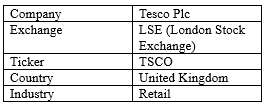 Company Tesco Plc
Exchange LSE (London Stock
Exchange)
Ticker TSCO
Country United Kingdom
Industry Retail